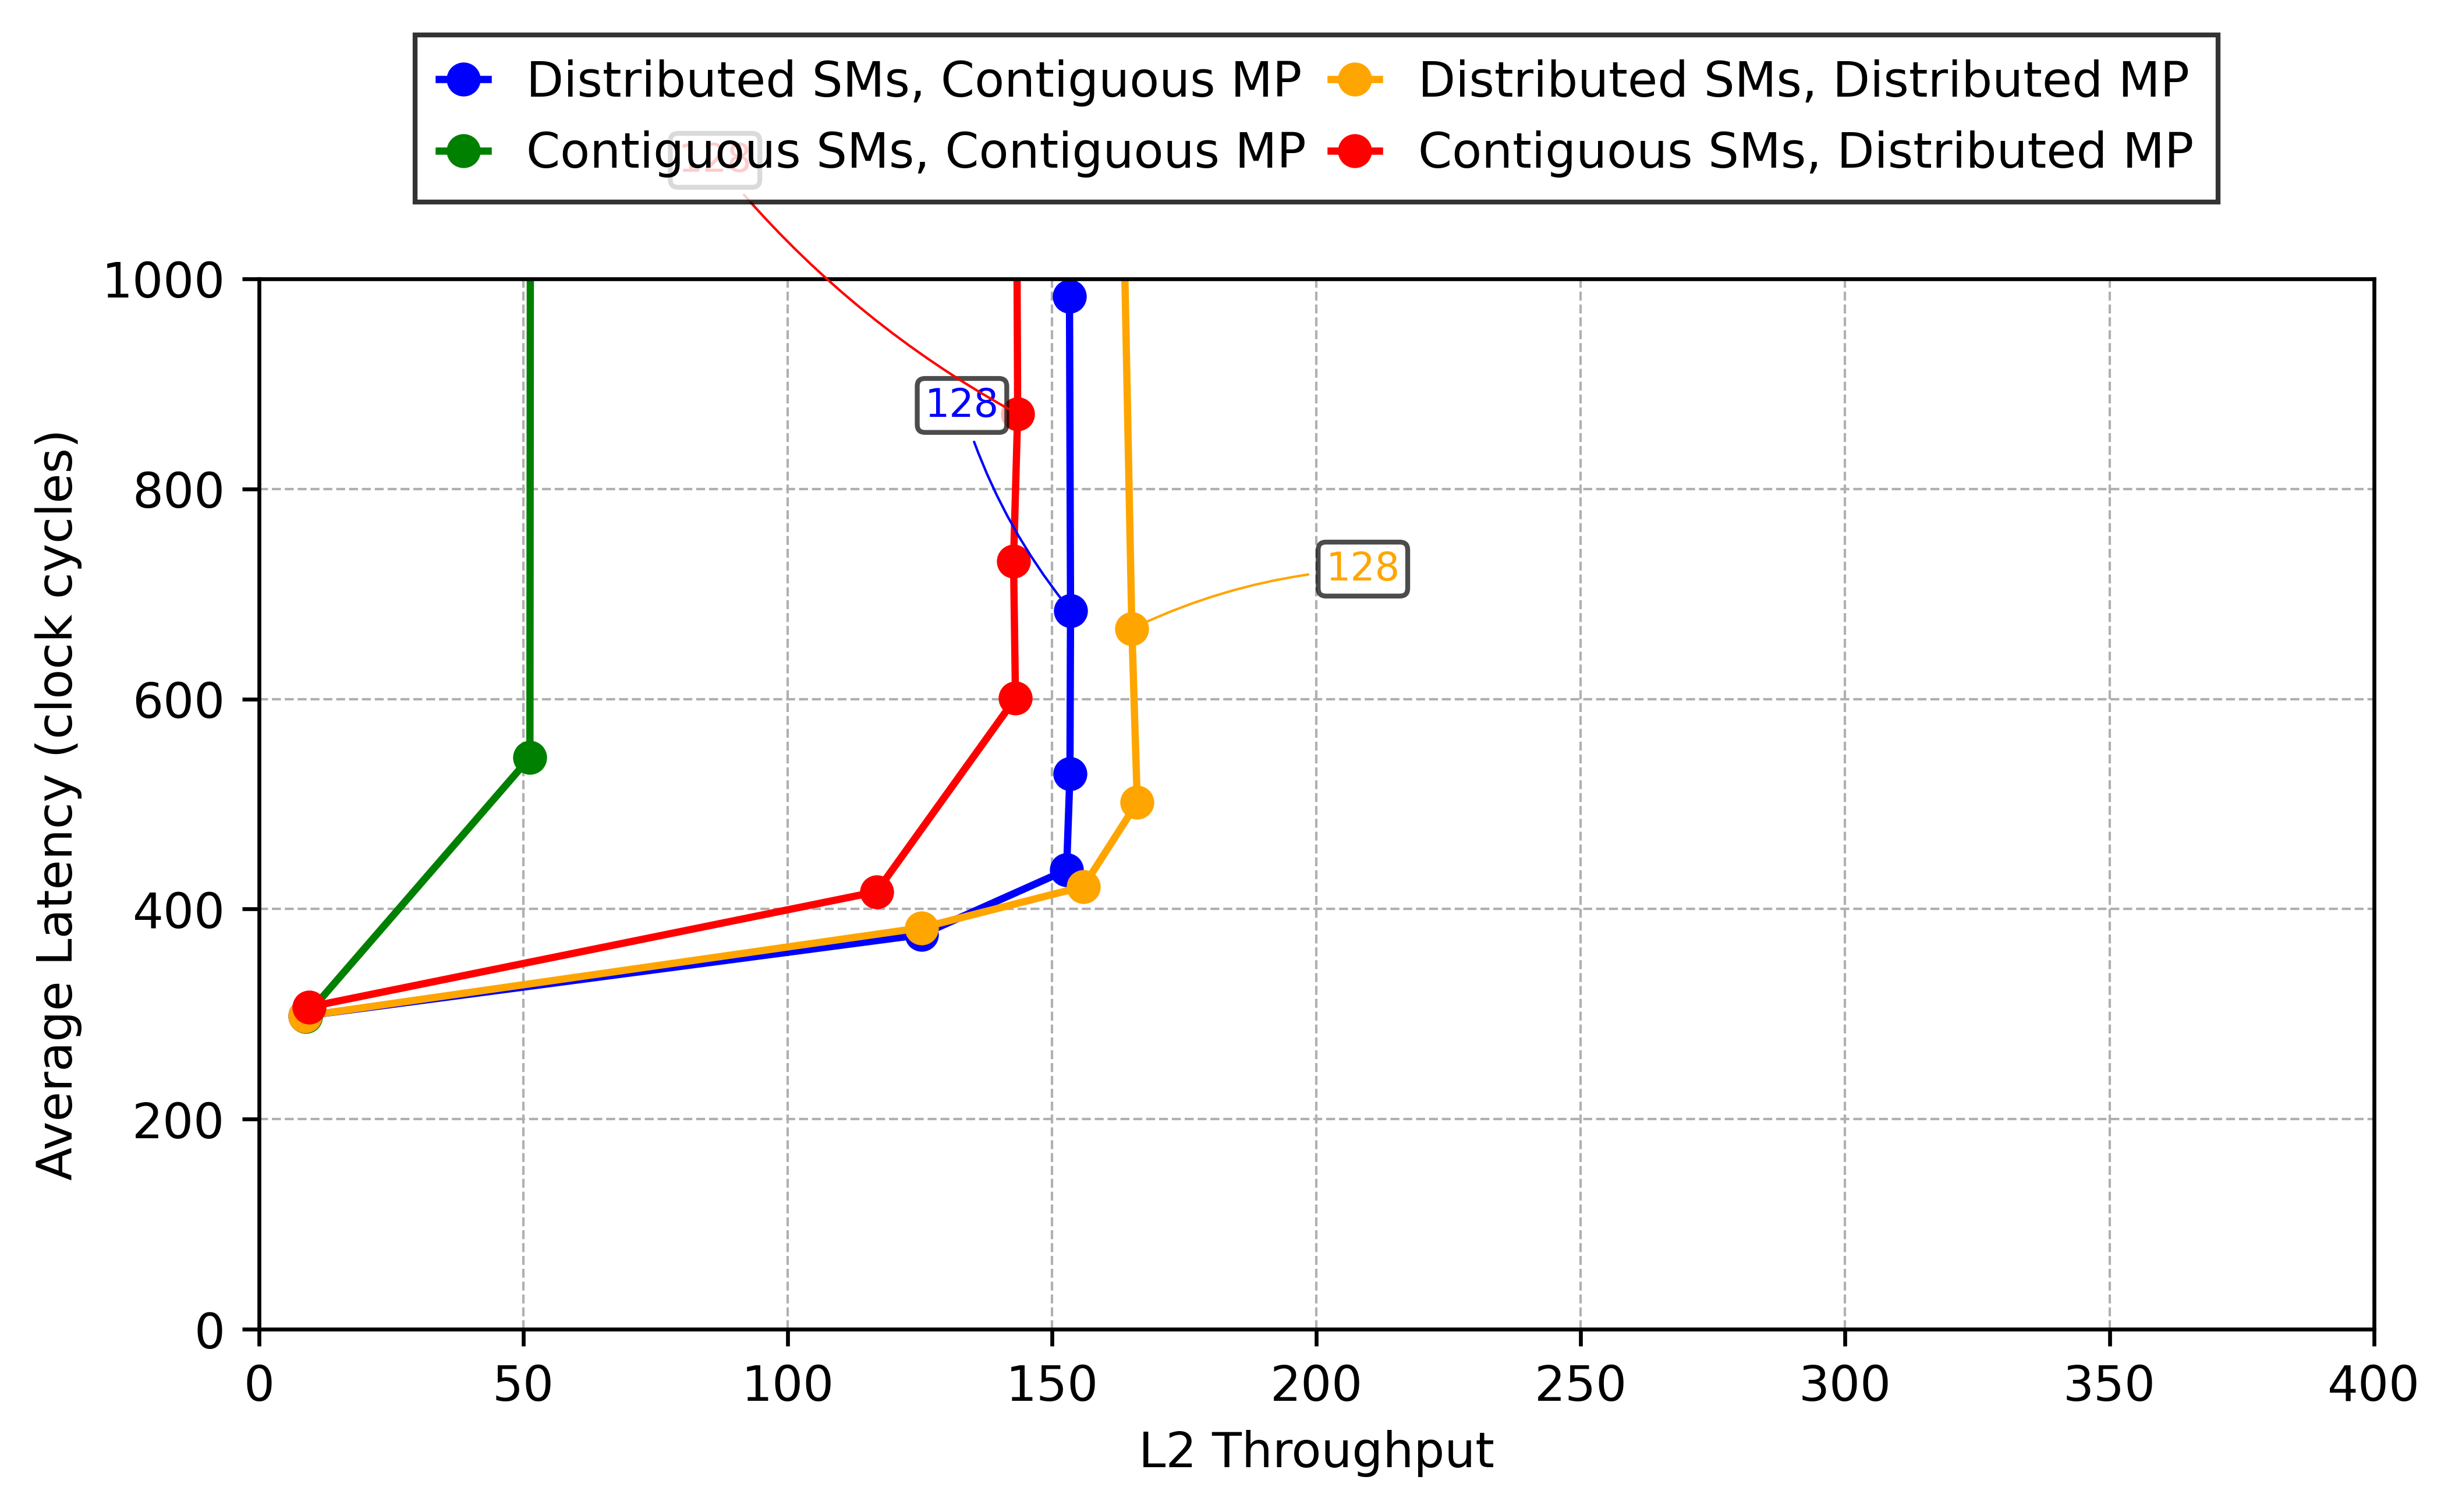 Distributed SMs, Contiguous MP
Contiguous SMs, Contiguous MP
Distributed SMs, Distributed MP
Contiguous SMs, Distributed MP
128
128
128
1000
800
600
400
200
0
Average Latency (clock cycles)
0 50 100 150 200 250 300 350 400
L2 Throughput